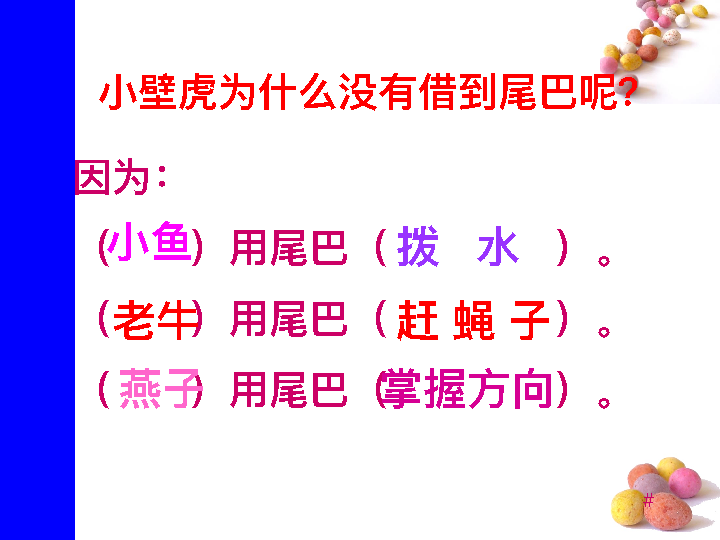 小壁虎为什么没有借到尾巴呢?
因为：
（小鱼）用尾巴（拨 水 ）。
（老牛）用尾巴（赶 蝇 子）。
（燕子）用尾巴（掌握方向）。
#